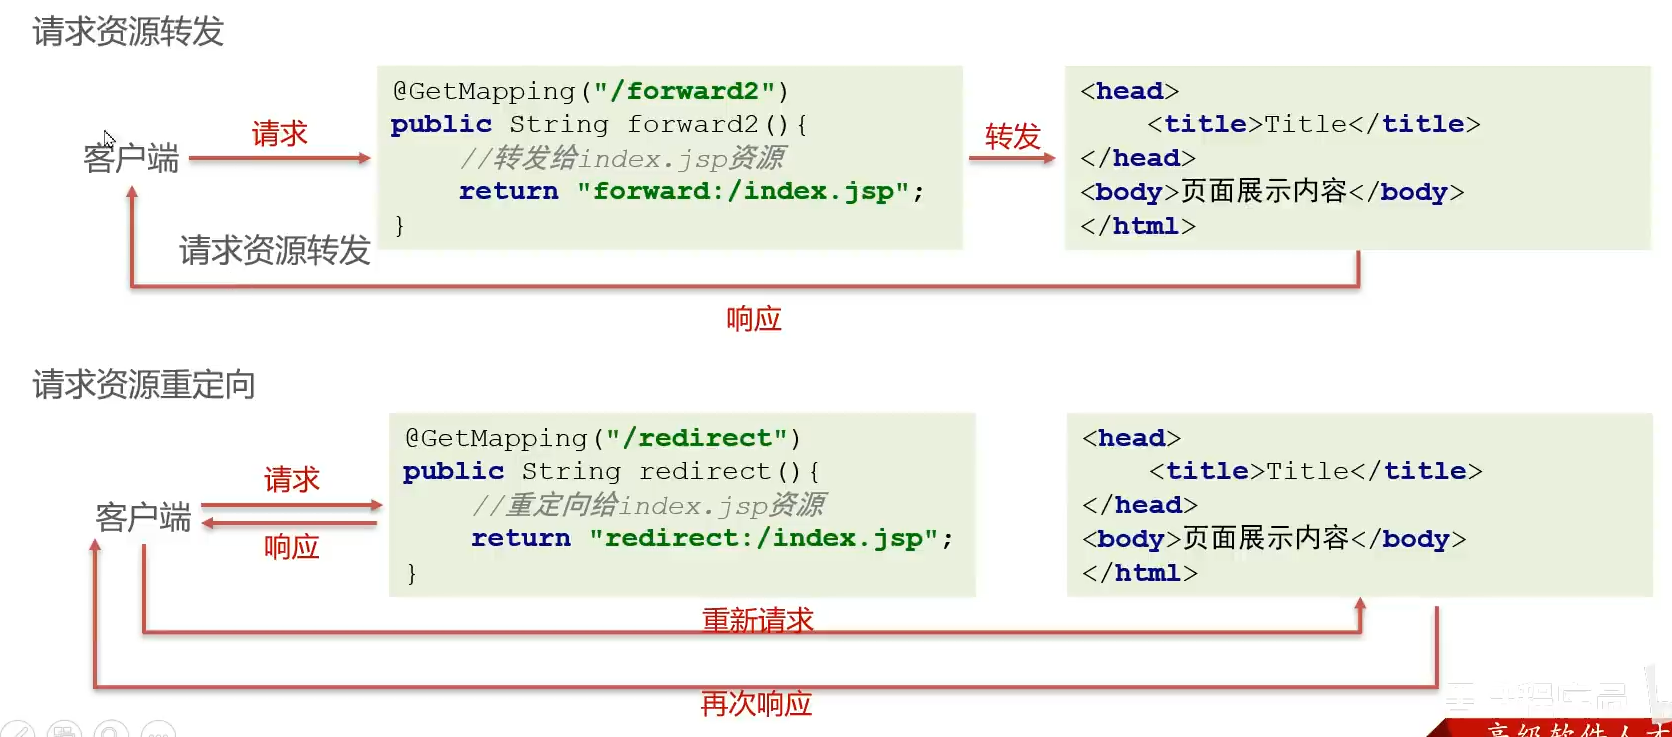 请求资源转发
@GetMapping("/forward2")
public String forward2(){
//转发给index.jsp资源
return "forward:/index.jsp";
}
<head>
<title>Title</title>
</head>
<body>页面展示内容</body>
</html>
客户端
请求
转发
请求资源转发
响应
请求资源重定向
@GetMapping("/redirect")
public String redirect(){
//重定向给index.jsp资源
return "redirect:/index.jsp";
}
<head>
<title>Title</title>
</head>
<body>页面展示内容</body>
</html>
客户端
请求
响应
重新请求
再次响应
高级软件人才